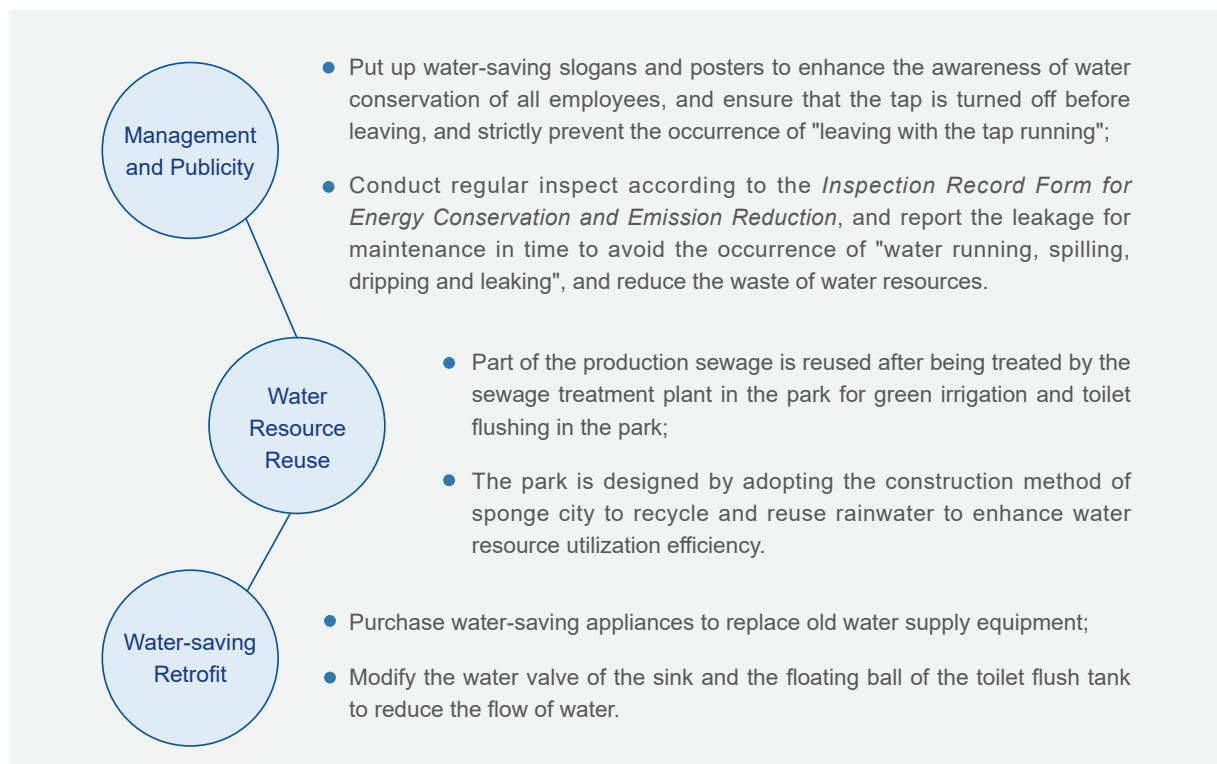 Management
and Publicity
● Put up water-saving slogans and posters to enhance the awareness of water
conservation of all employees, and ensure that the tap is turned off before
leaving, and strictly prevent the occurrence of "leaving with the tap running";
● Conduct regular inspect according to the Inspection Record Form for
Energy Conservation and Emission Reduction, and report the leakage for
maintenance in time to avoid the occurrence of "water running, spilling,
dripping and leaking", and reduce the waste of water resources.
Water
Resource
Reuse
● Part of the production sewage is reused after being treated by the
sewage treatment plant in the park for green irrigation and toilet
flushing in the park;
● The park is designed by adopting the construction method of
sponge city to recycle and reuse rainwater to enhance water
resource utilization efficiency.
Water-saving
Retrofit
● Purchase water-saving appliances to replace old water supply equipment;
● Modify the water valve of the sink and the floating ball of the toilet flush tank
to reduce the flow of water.